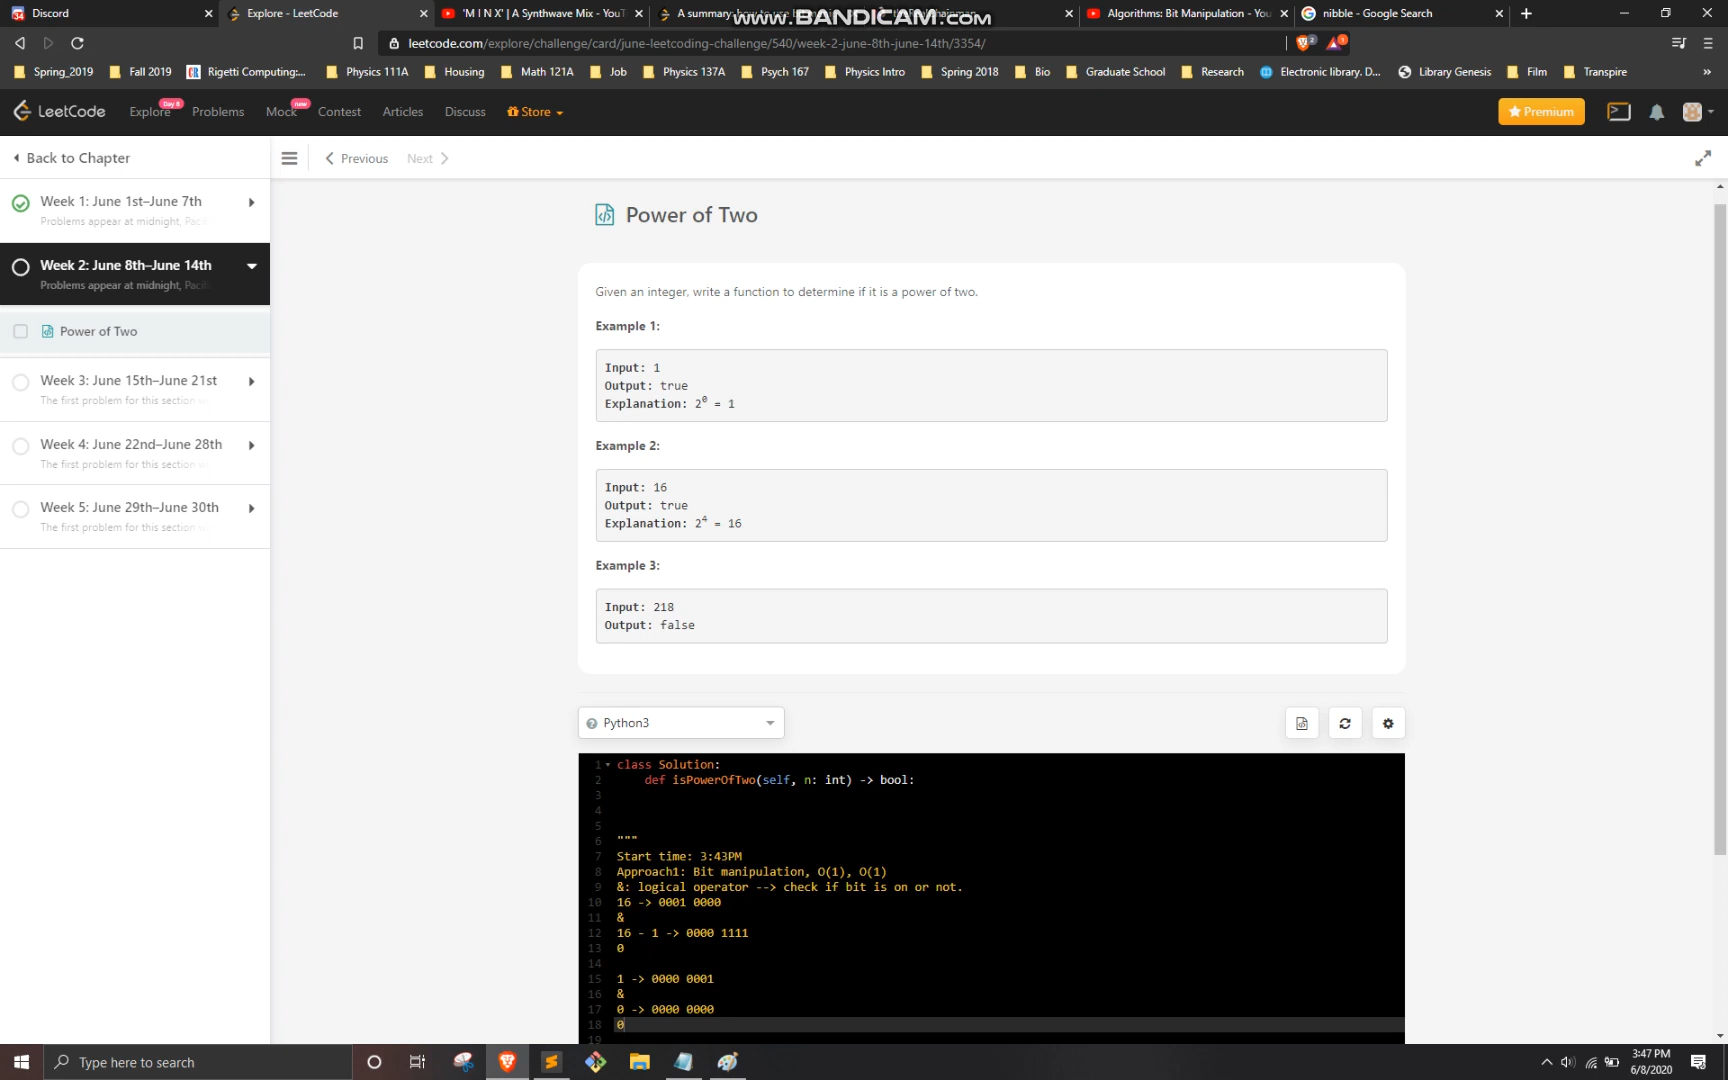 Discord
Explore - LeetCode
'M I N X' | A Synthwave Mix - YouT
A summary: how to use b
Algorithms: Bit Manipulation - You
nibble - Google Search
www.BANDICAM.com
leetcode.com/explore/challenge/card/june-leetcoding-challenge/540/week-2-june-8th-june-14th/3354/
2
1
Spring_2019
Fall 2019
Rigetti Computing:...
Physics 111A
Housing
Math 121A
Job
Physics 137A
Psych 167
Physics Intro
Spring 2018
Bio
Graduate School
Research
Electronic library. D...
Library Genesis
Film
Transpire
»
LeetCode
Explore
Day 8
Problems
Mock
new
Contest
Articles
Discuss
Store
Premium
Back to Chapter
Previous
Next
Week 1: June 1st–June 7th
Problems appear at midnight, Paci
Week 2: June 8th–June 14th
Problems appear at midnight, Pacif
Power of Two
Week 3: June 15th–June 21st
The first problem for this section w
Week 4: June 22nd–June 28th
The first problem for this section w
Week 5: June 29th–June 30th
The first problem for this section w
Power of Two
Given an integer, write a function to determine if it is a power of two.
Example 1:
Input: 1
Output: true
Explanation: 2⁰ = 1
Example 2:
Input: 16
Output: true
Explanation: 2⁴ = 16
Example 3:
Input: 218
Output: false
Python3
1 class Solution:
2 def isPowerOfTwo(self, n: int) -> bool:
3
4
5
6 """
7 Start time: 3:43PM
8 Approach1: Bit manipulation, O(1), O(1)
9 &: logical operator --> check if bit is on or not.
10 16 -> 0001 0000
11 &
12 16 - 1 -> 0000 1111
13 0
14
15 1 -> 0000 0001
16 &
17 0 -> 0000 0000
18 0
19
Type here to search
3:47 PM
6/8/2020